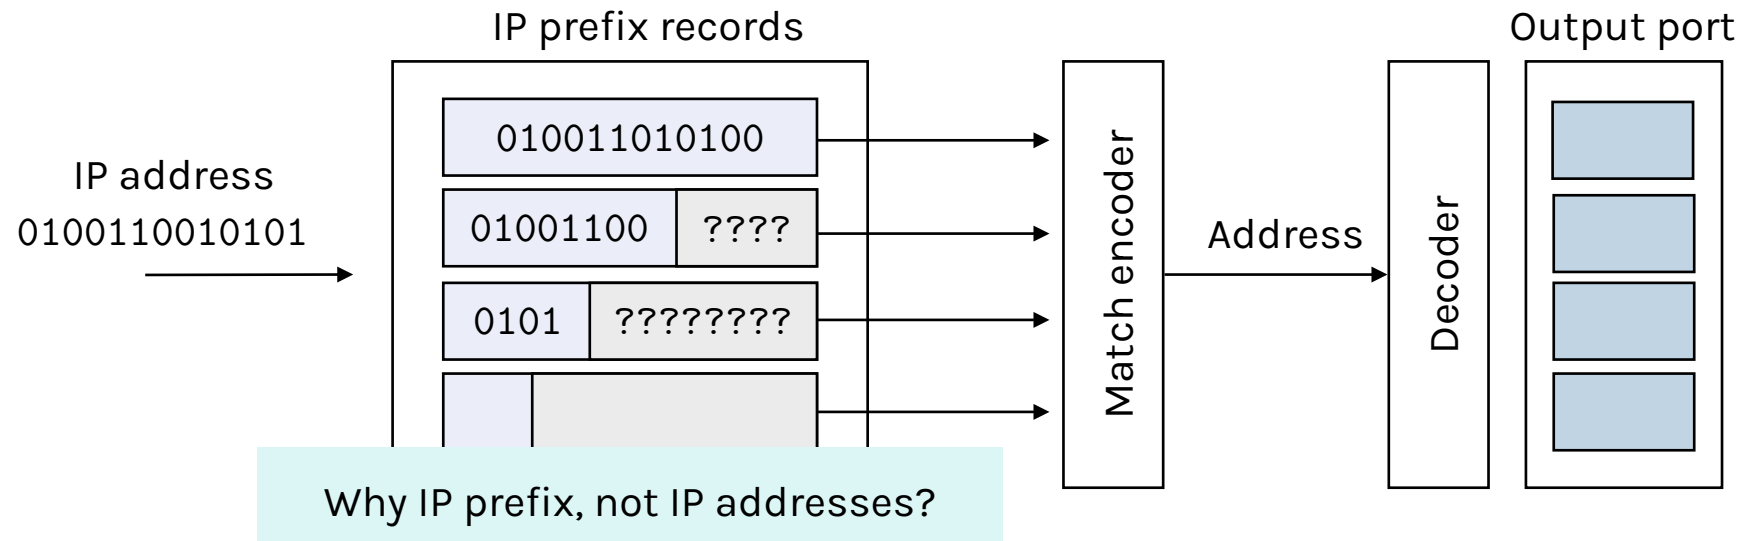 IP prefix records
Output port
IP address
0100110010101
010011010100
01001100 ????
0101 ????????
Match encoder
Address
Decoder
Why IP prefix, not IP addresses?